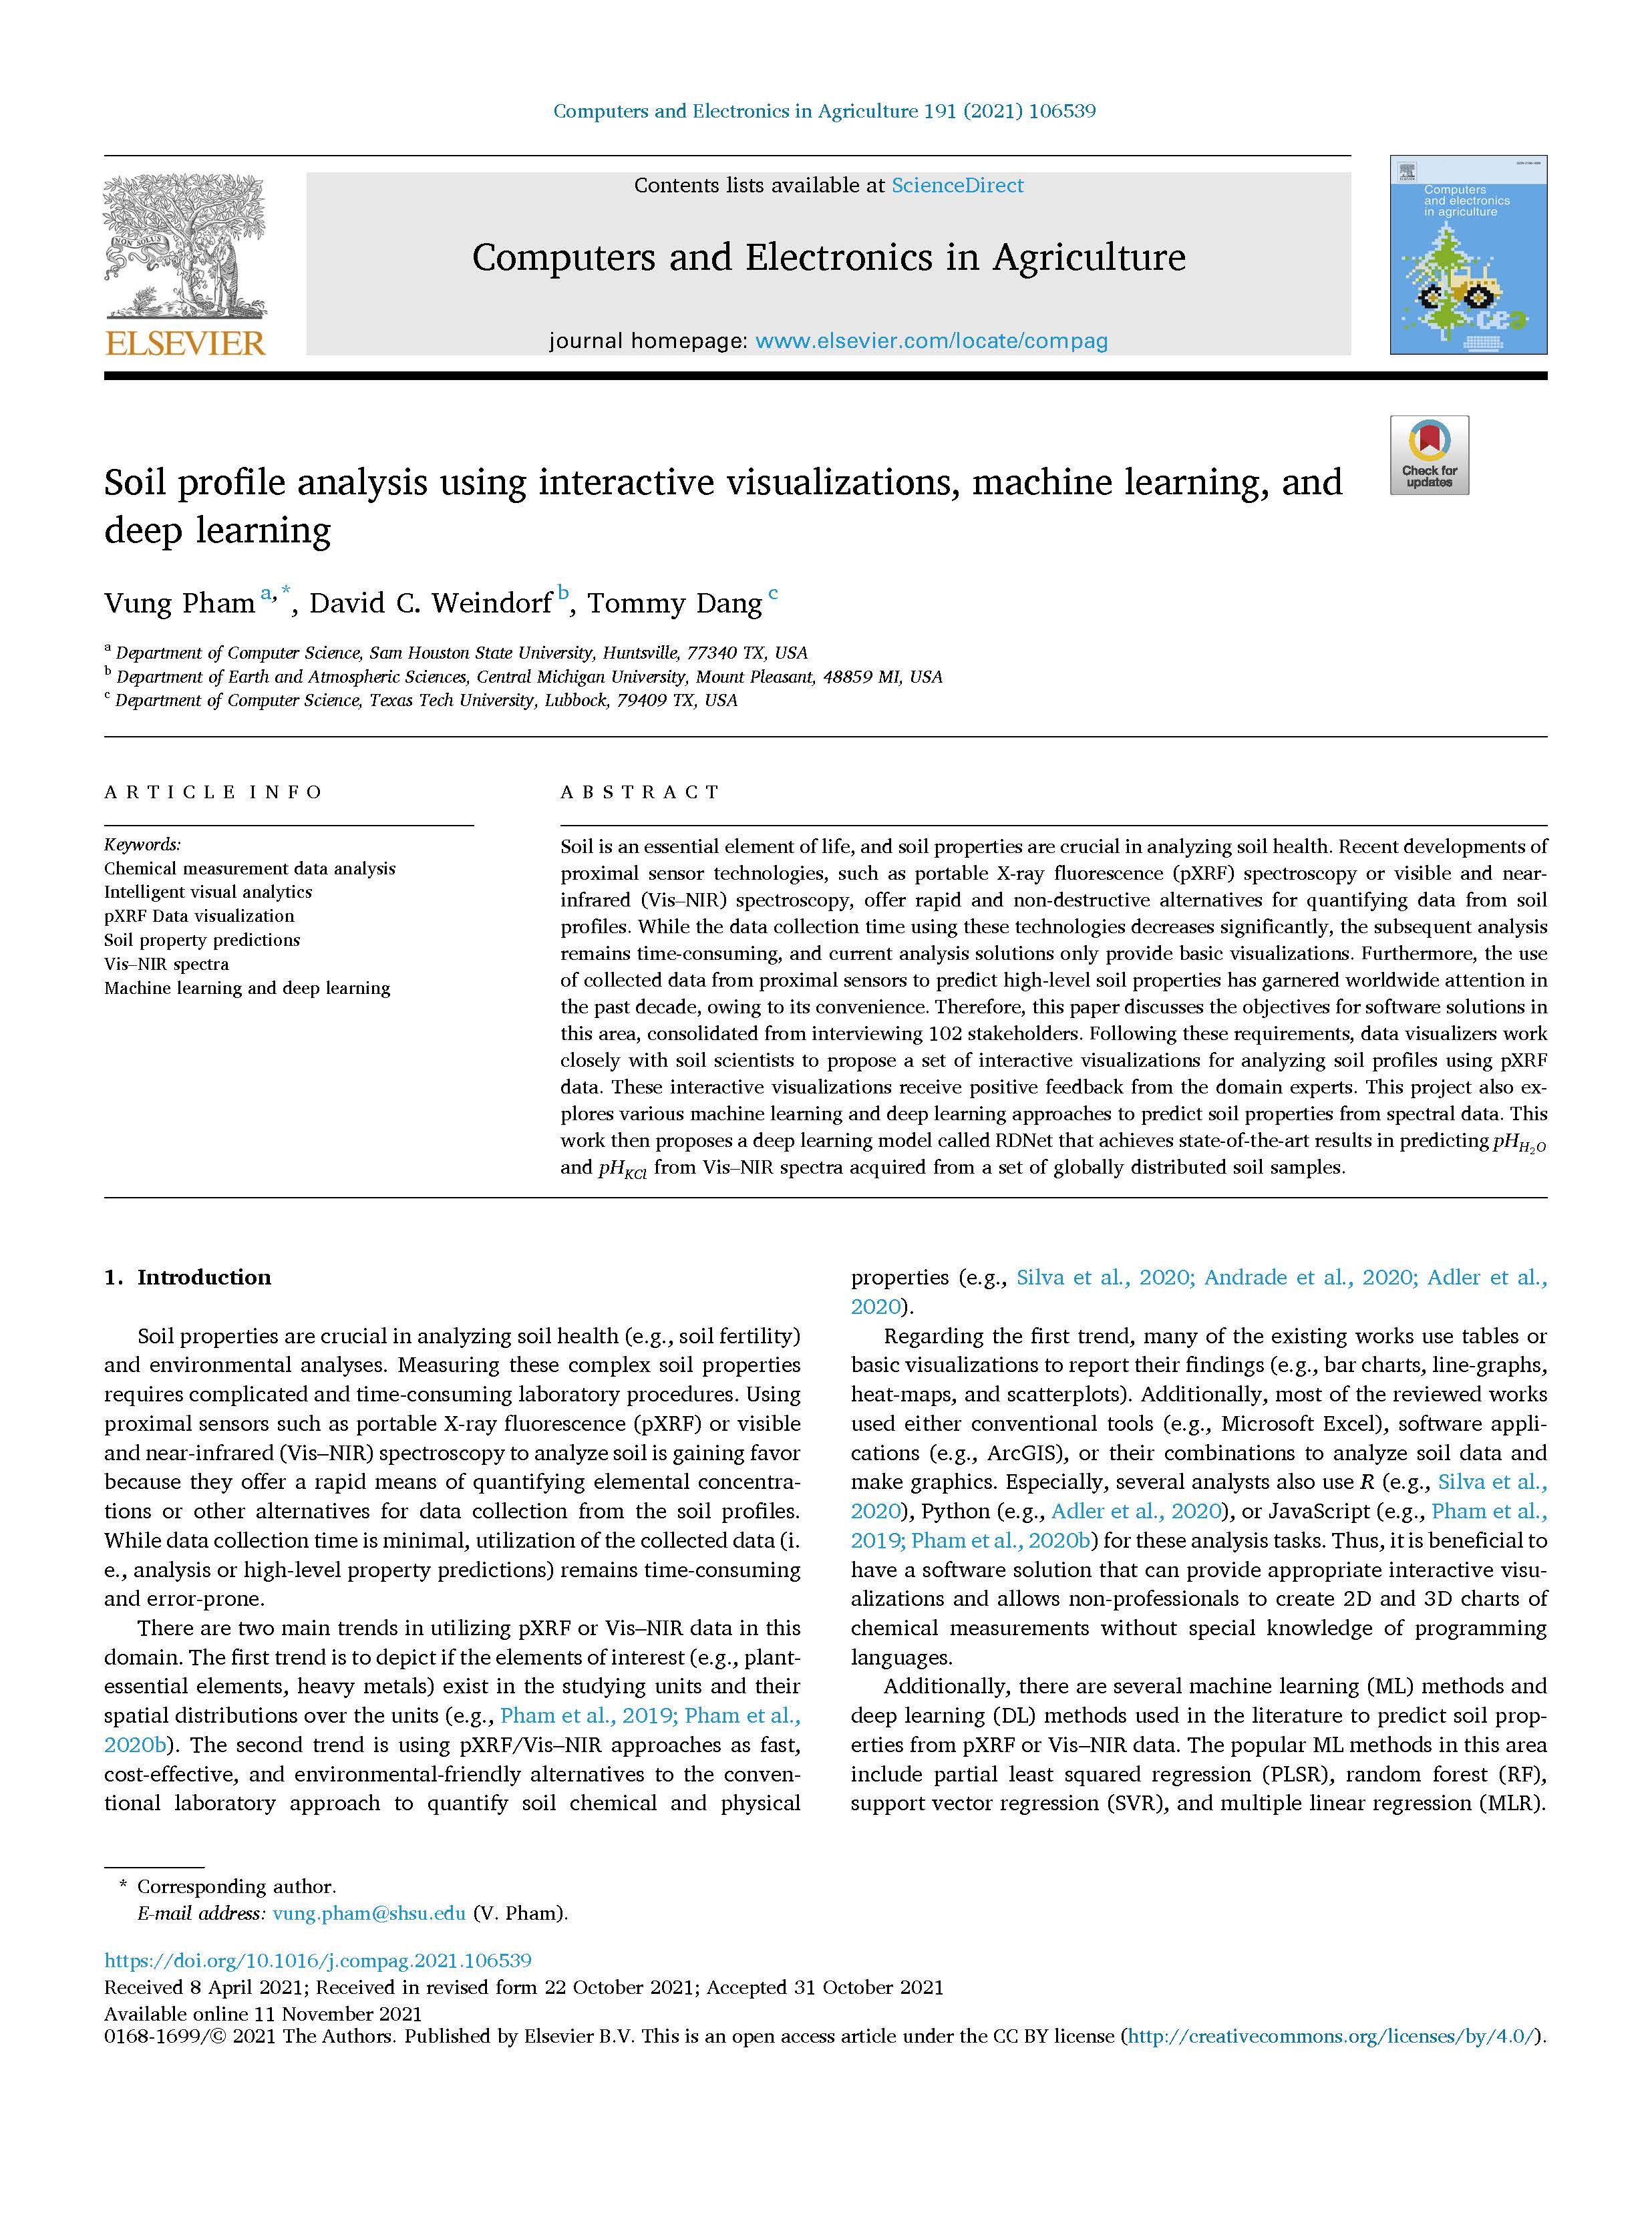 Computers and Electronics in Agriculture 191 (2021) 106539
Contents lists available at ScienceDirect
Computers and Electronics in Agriculture
journal homepage: www.elsevier.com/locate/compag
NON SOLUS
ELSEVIER
Computers
and electronics
in agriculture
cea
Check for
updates
Soil profile analysis using interactive visualizations, machine learning, and
deep learning
Vung Pham a,*, David C. Weindorf b, Tommy Dang c
a Department of Computer Science, Sam Houston State University, Huntsville, 77340 TX, USA
b Department of Earth and Atmospheric Sciences, Central Michigan University, Mount Pleasant, 48859 MI, USA
c Department of Computer Science, Texas Tech University, Lubbock, 79409 TX, USA
ARTICLE INFO
Keywords:
Chemical measurement data analysis
Intelligent visual analytics
pXRF Data visualization
Soil property predictions
Vis–NIR spectra
Machine learning and deep learning
ABSTRACT
Soil is an essential element of life, and soil properties are crucial in analyzing soil health. Recent developments of
proximal sensor technologies, such as portable X-ray fluorescence (pXRF) spectroscopy or visible and near-
infrared (Vis–NIR) spectroscopy, offer rapid and non-destructive alternatives for quantifying data from soil
profiles. While the data collection time using these technologies decreases significantly, the subsequent analysis
remains time-consuming, and current analysis solutions only provide basic visualizations. Furthermore, the use
of collected data from proximal sensors to predict high-level soil properties has garnered worldwide attention in
the past decade, owing to its convenience. Therefore, this paper discusses the objectives for software solutions in
this area, consolidated from interviewing 102 stakeholders. Following these requirements, data visualizers work
closely with soil scientists to propose a set of interactive visualizations for analyzing soil profiles using pXRF
data. These interactive visualizations receive positive feedback from the domain experts. This project also ex-
plores various machine learning and deep learning approaches to predict soil properties from spectral data. This
work then proposes a deep learning model called RDNet that achieves state-of-the-art results in predicting pHH2O
and pHKCl from Vis–NIR spectra acquired from a set of globally distributed soil samples.
1. Introduction
Soil properties are crucial in analyzing soil health (e.g., soil fertility)
and environmental analyses. Measuring these complex soil properties
requires complicated and time-consuming laboratory procedures. Using
proximal sensors such as portable X-ray fluorescence (pXRF) or visible
and near-infrared (Vis–NIR) spectroscopy to analyze soil is gaining favor
because they offer a rapid means of quantifying elemental concentra-
tions or other alternatives for data collection from the soil profiles.
While data collection time is minimal, utilization of the collected data (i.
e., analysis or high-level property predictions) remains time-consuming
and error-prone.
There are two main trends in utilizing pXRF or Vis–NIR data in this
domain. The first trend is to depict if the elements of interest (e.g., plant-
essential elements, heavy metals) exist in the studying units and their
spatial distributions over the units (e.g., Pham et al., 2019; Pham et al.,
2020b). The second trend is using pXRF/Vis–NIR approaches as fast,
cost-effective, and environmental-friendly alternatives to the conven-
tional laboratory approach to quantify soil chemical and physical
properties (e.g., Silva et al., 2020; Andrade et al., 2020; Adler et al.,
2020).
Regarding the first trend, many of the existing works use tables or
basic visualizations to report their findings (e.g., bar charts, line-graphs,
heat-maps, and scatterplots). Additionally, most of the reviewed works
used either conventional tools (e.g., Microsoft Excel), software appli-
cations (e.g., ArcGIS), or their combinations to analyze soil data and
make graphics. Especially, several analysts also use R (e.g., Silva et al.,
2020), Python (e.g., Adler et al., 2020), or JavaScript (e.g., Pham et al.,
2019; Pham et al., 2020b) for these analysis tasks. Thus, it is beneficial to
have a software solution that can provide appropriate interactive visu-
alizations and allows non-professionals to create 2D and 3D charts of
chemical measurements without special knowledge of programming
languages.
Additionally, there are several machine learning (ML) methods and
deep learning (DL) methods used in the literature to predict soil prop-
erties from pXRF or Vis–NIR data. The popular ML methods in this area
include partial least squared regression (PLSR), random forest (RF),
support vector regression (SVR), and multiple linear regression (MLR).
* Corresponding author.
E-mail address: vung.pham@shsu.edu (V. Pham).
https://doi.org/10.1016/j.compag.2021.106539
Received 8 April 2021; Received in revised form 22 October 2021; Accepted 31 October 2021
Available online 11 November 2021
0168-1699/© 2021 The Authors. Published by Elsevier B.V. This is an open access article under the CC BY license (http://creativecommons.org/licenses/by/4.0/).